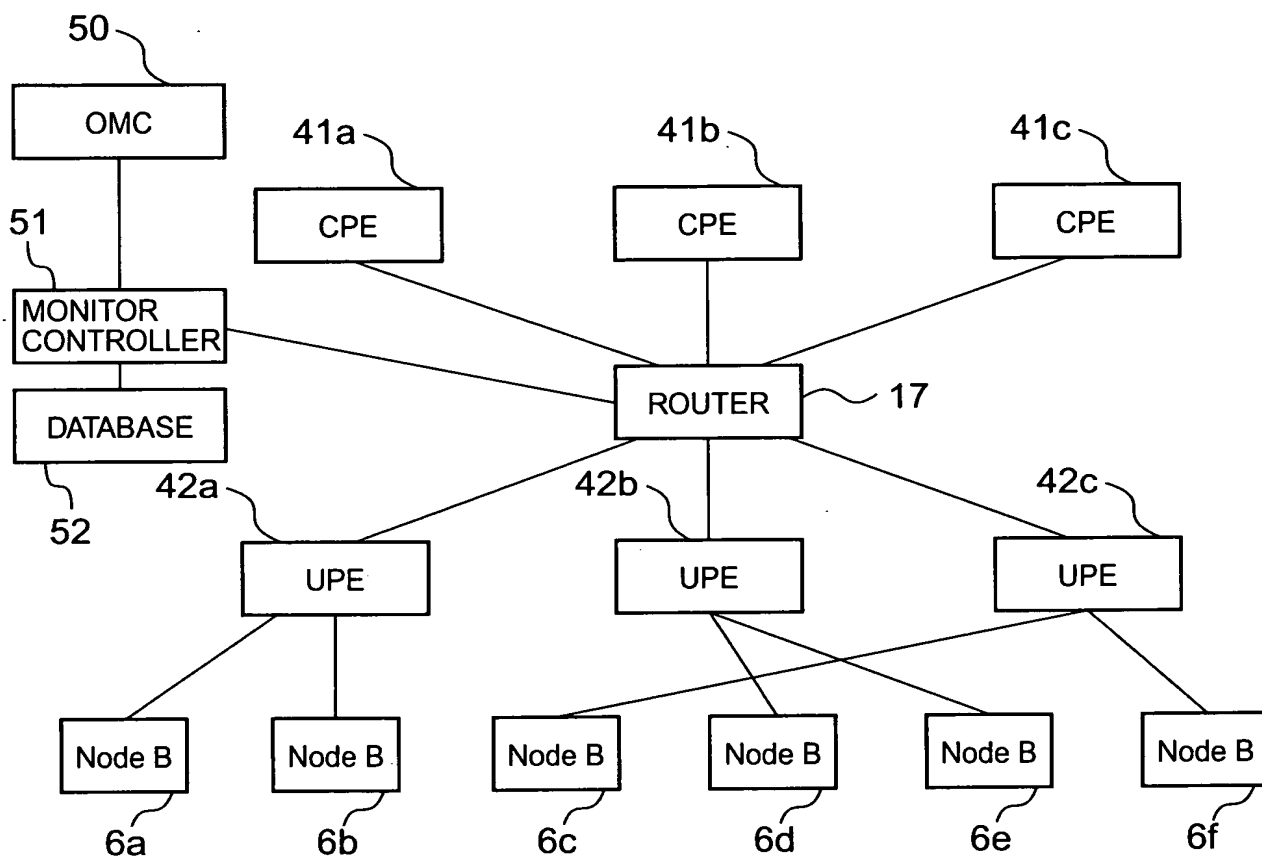 50
OMC
41a
41b
41c
CPE
CPE
CPE
51
MONITOR
CONTROLLER
ROUTER
17
DATABASE
52
42a
42b
42c
UPE
UPE
UPE
Node B
Node B
Node B
Node B
Node B
Node B
6a
6b
6c
6d
6e
6f